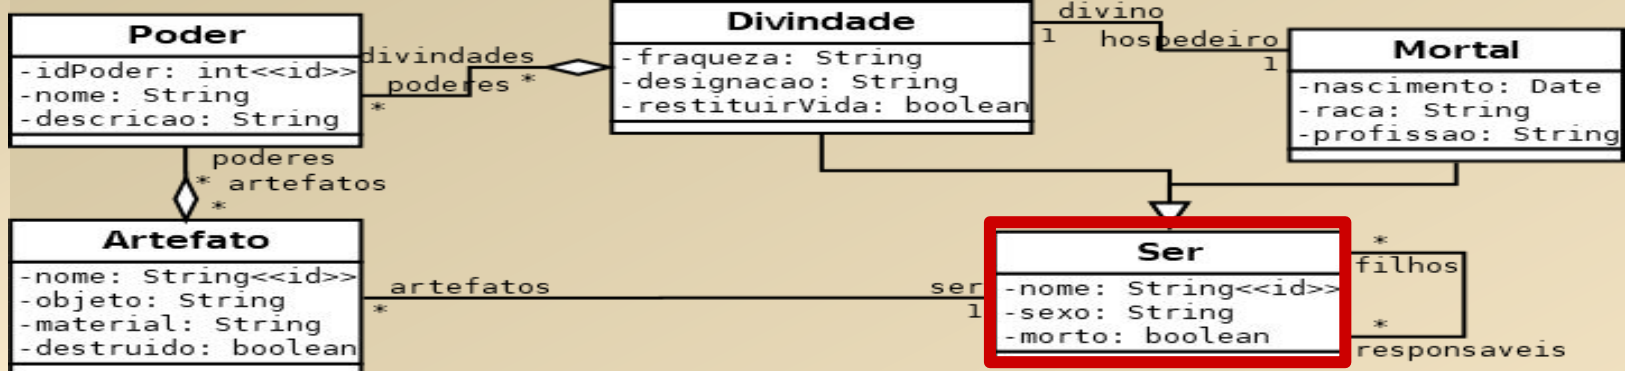 Poder
-idPoder: int<<id>>
-nome: String
-descricao: String
divindades
*
poderes
*
Divindade
-fraqueza: String
-designacao: String
-restituirVida: boolean
divino
1
hospedeiro
1
Mortal
-nascimento: Date
-raca: String
-profissao: String
poderes
*
artefatos
*
Artefato
-nome: String<<id>>
-objeto: String
-material: String
-destruido: boolean
artefatos
*
ser
1
Ser
-nome: String<<id>>
-sexo: String
-morto: boolean
*
filhos
*
responsaveis